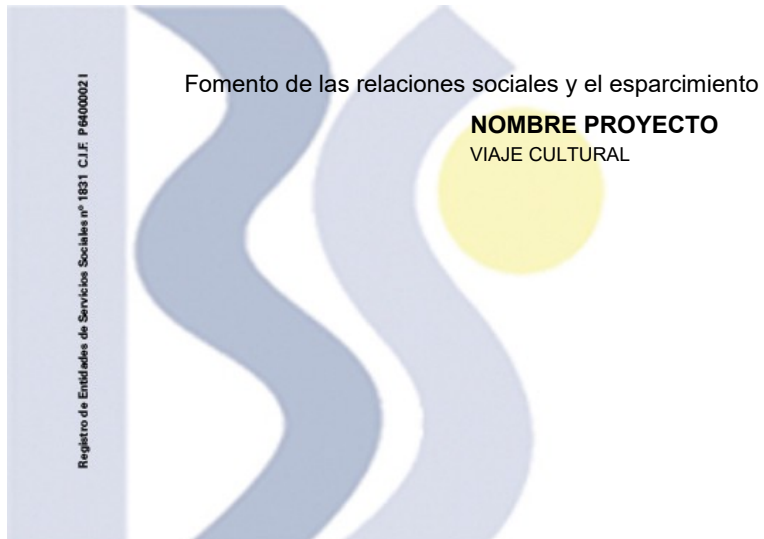 Fomento de las relaciones sociales y el esparcimiento
NOMBRE PROYECTO
VIAJE CULTURAL
Registro de Entidades de Servicios Sociales nº 1831 C.I.F. P6400002 I